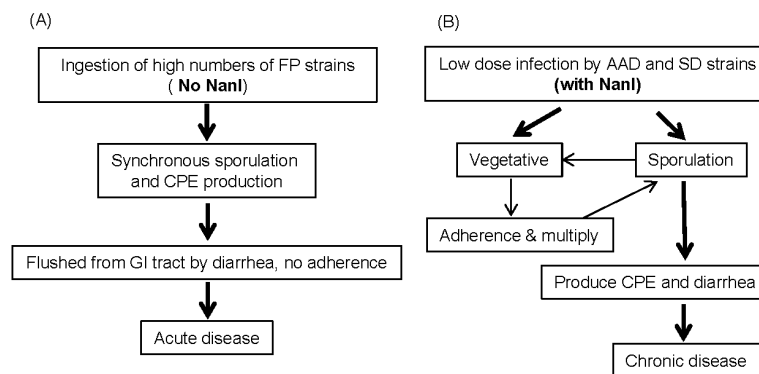 (A)
Ingestion of high numbers of FP strains
( No NanI)
Synchronous sporulation
and CPE production
Flushed from GI tract by diarrhea, no adherence
Acute disease
(B)
Low dose infection by AAD and SD strains
(with NanI)
Vegetative
Sporulation
Adherence & multiply
Produce CPE and diarrhea
Chronic disease